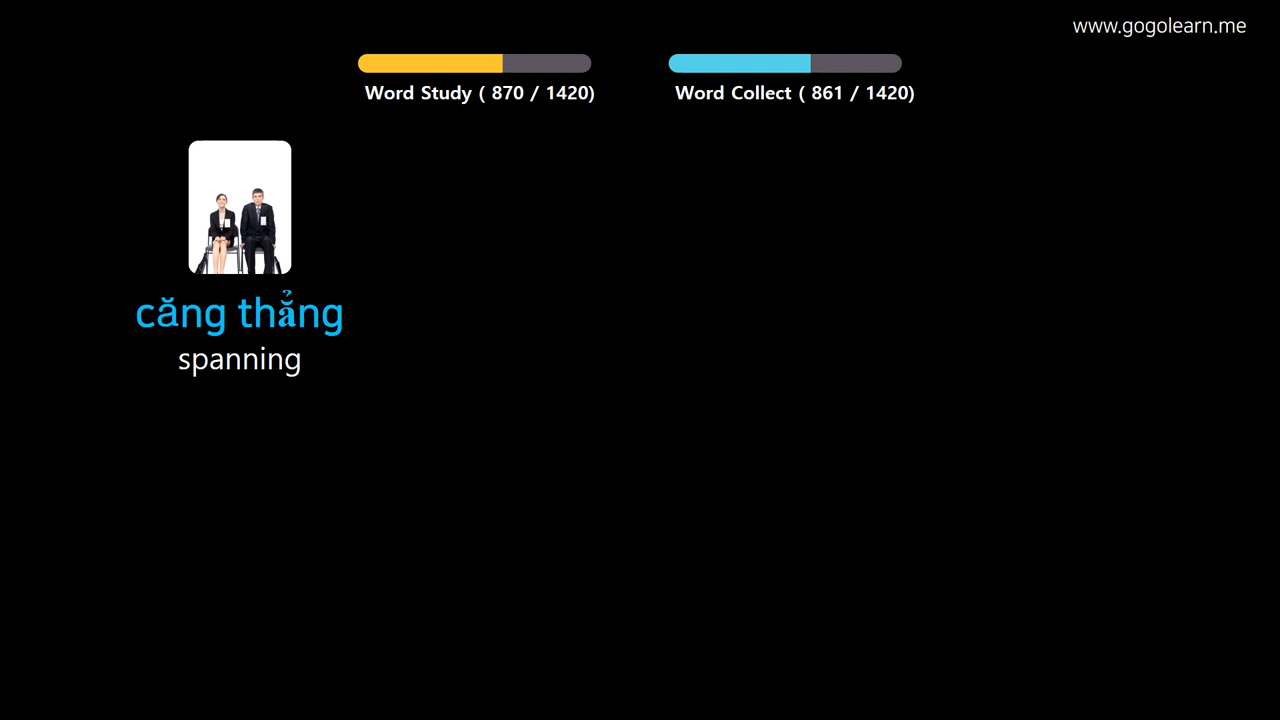 www.gogolearn.me
Word Study ( 870 / 1420)
Word Collect ( 861 / 1420)
căng thẳng
spanning